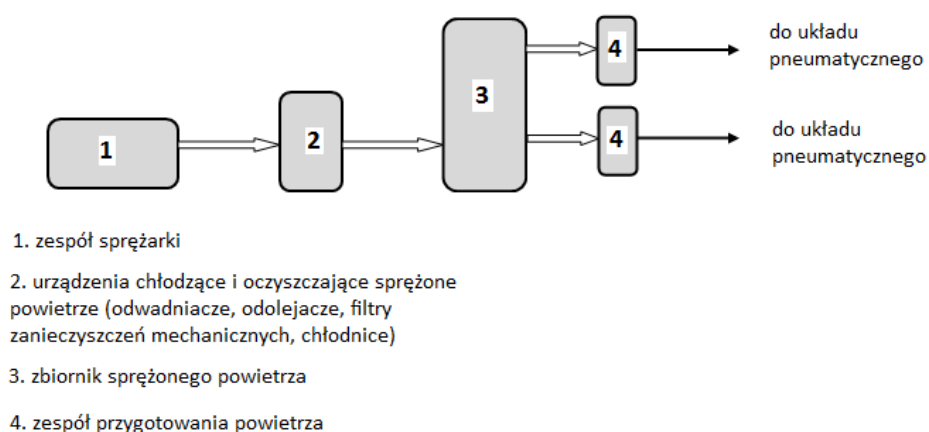 1
2
3
4
do układu
pneumatycznego
4
do układu
pneumatycznego
1. zespół sprężarki
2. urządzenia chłodzące i oczyszczające sprężone
powietrze (odwadniacze, odolejacze, filtry
zanieczyszczeń mechanicznych, chłodnice)
3. zbiornik sprężonego powietrza
4. zespół przygotowania powietrza